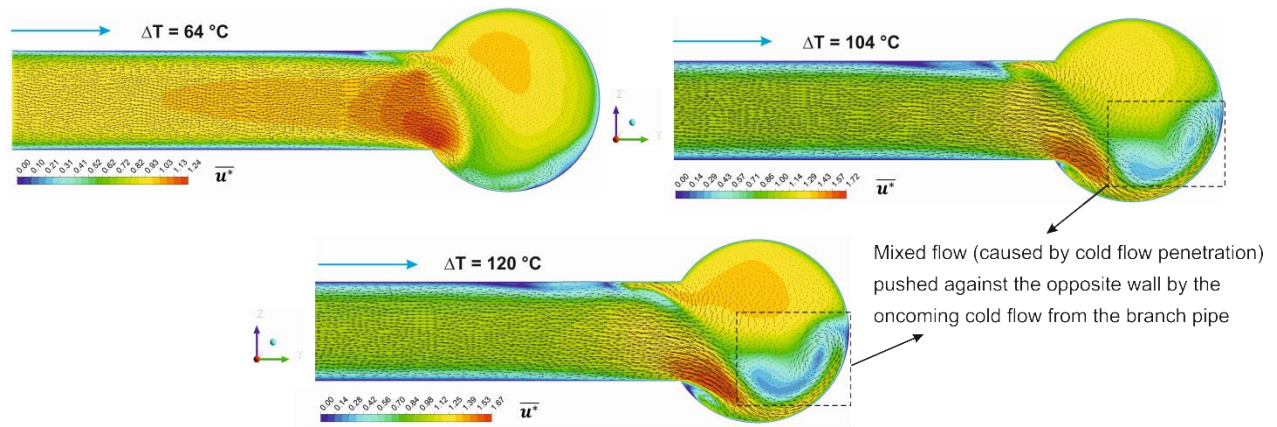 ΔT = 64 °C
Z
Y
0.00 0.10 0.21 0.31 0.41 0.52 0.62 0.72 0.82 0.93 1.03 1.13 1.24
u*
ΔT = 104 °C
Z
Y
0.00 0.14 0.29 0.43 0.57 0.71 0.86 1.00 1.14 1.29 1.43 1.57 1.72
u*
Mixed flow (caused by cold flow penetration)
pushed against the opposite wall by the
oncoming cold flow from the branch pipe
ΔT = 120 °C
Z
Y
0.00 0.14 0.28 0.42 0.56 0.70 0.84 0.98 1.12 1.25 1.39 1.53 1.67
u*